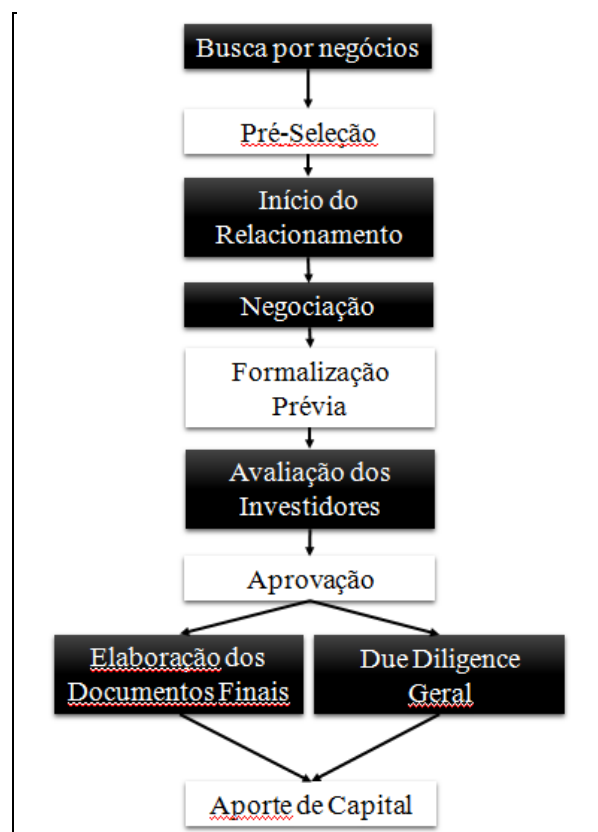 Busca por negócios
Pré-Seleção
Início do
Relacionamento
Negociação
Formalização
Prévia
Avaliação dos
Investidores
Aprovação
Elaboração dos
Documentos Finais
Due Diligence
Geral
Aporte de Capital